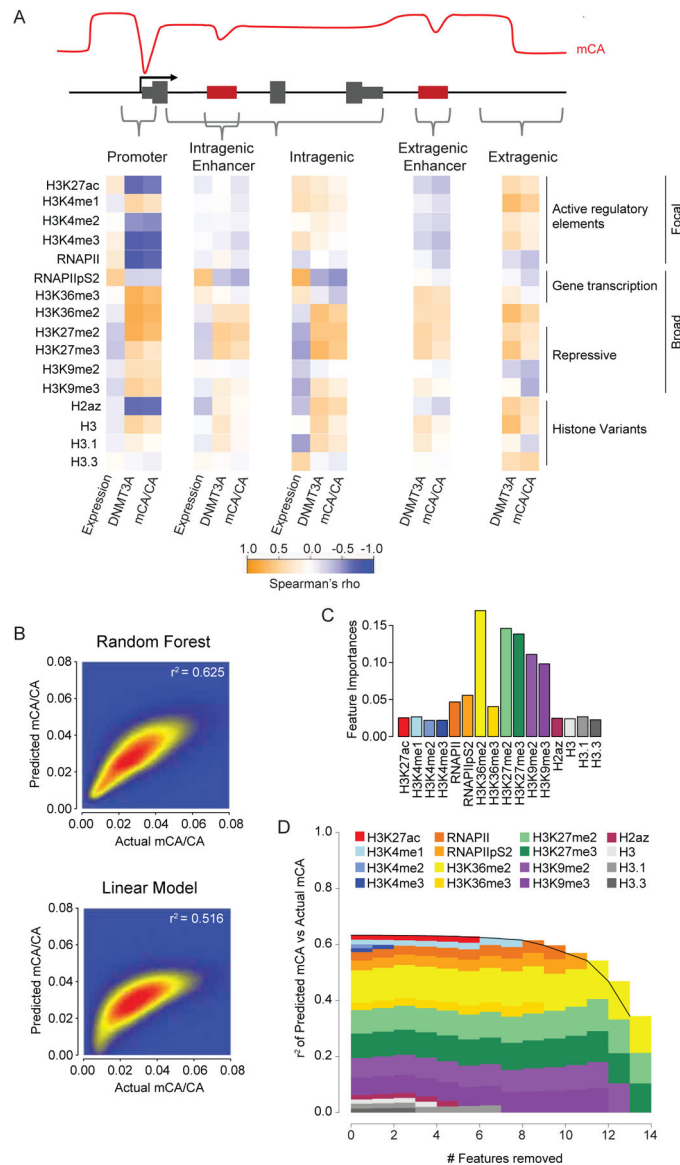 A
mCA
Promoter
Intragenic
Enhancer
Intragenic
Extragenic
Enhancer
Extragenic
H3K27ac
H3K4me1
H3K4me2
H3K4me3
RNAPII
RNAPIIpS2
H3K36me3
H3K36me2
H3K27me2
H3K27me3
H3K9me2
H3K9me3
H2az
H3
H3.1
H3.3
Active regulatory
elements
Gene transcription
Repressive
Histone Variants
Focal
Broad
Expression
DNMT3A
mCA/CA
Expression
DNMT3A
mCA/CA
Expression
DNMT3A
mCA/CA
DNMT3A
mCA/CA
DNMT3A
mCA/CA
1.0 0.5 0.0 -0.5 -1.0
Spearman's rho
B
Random Forest
r² = 0.625
Predicted mCA/CA
0.08
0.06
0.04
0.02
0.00
0.00 0.02 0.04 0.06 0.08
Actual mCA/CA
Linear Model
r² = 0.516
Predicted mCA/CA
0.08
0.06
0.04
0.02
0.00
0.00 0.02 0.04 0.06 0.08
Actual mCA/CA
C
Feature Importances
0.15
0.10
0.05
0.00
H3K27ac
H3K4me1
H3K4me2
H3K4me3
RNAPII
RNAPIIpS2
H3K36me2
H3K36me3
H3K27me2
H3K27me3
H3K9me2
H3K9me3
H2az
H3
H3.1
H3.3
D
r² of Predicted mCA vs Actual mCA
1.0
0.8
0.6
0.4
0.2
0.0
H3K27ac RNAPII H3K27me2 H2az
H3K4me1 RNAPIIpS2 H3K27me3 H3
H3K4me2 H3K36me2 H3K9me2 H3.1
H3K4me3 H3K36me3 H3K9me3 H3.3
0 2 4 6 8 10 12 14
# Features removed